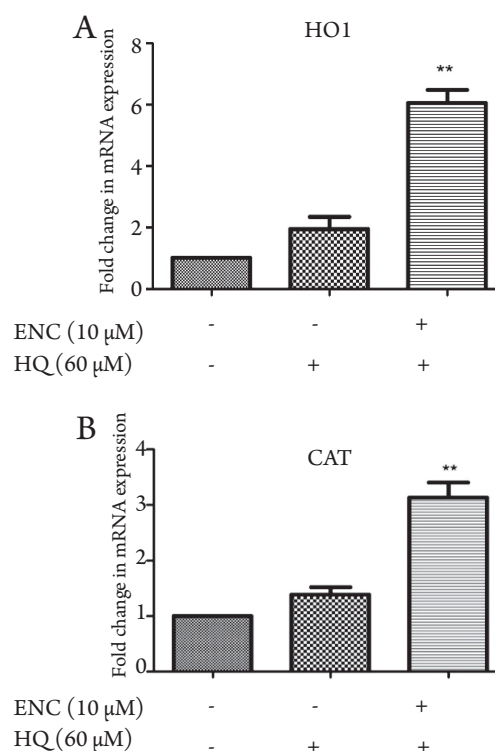 A
HO1
Fold change in mRNA expression
8
**
6
4
2
0
ENC (10 μM) - - +
HQ (60 μM) - + +
B
CAT
Fold change in mRNA expression
4
**
3
2
1
0
ENC (10 μM) - - +
HQ (60 μM) - + +